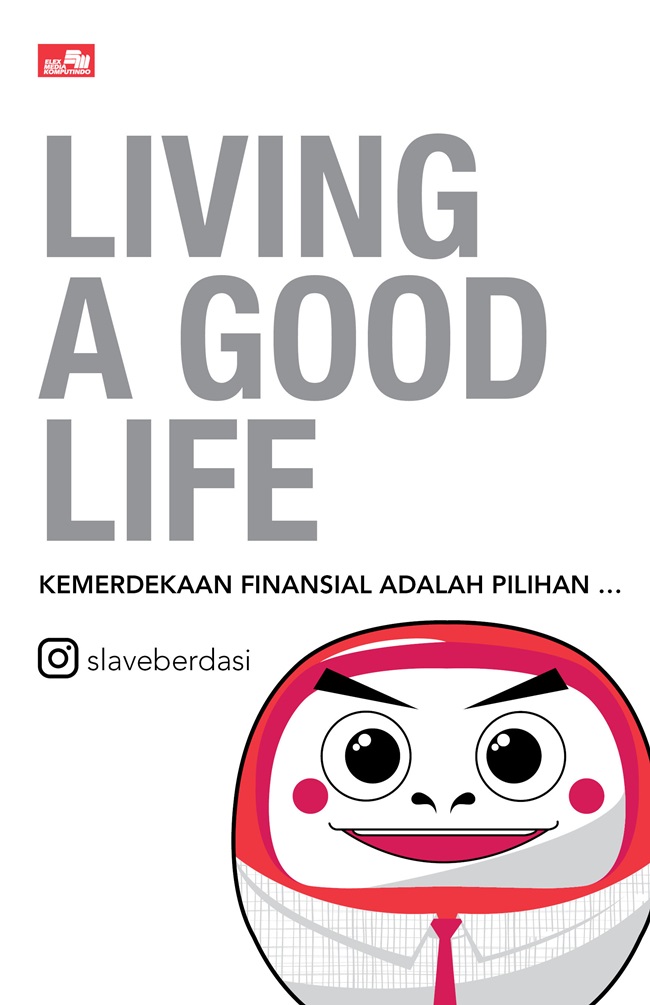 ELEX
MEDIA
KOMPUTINDO
LIVING
A GOOD
LIFE
KEMERDEKAAN FINANSIAL ADALAH PILIHAN ...
slaveberdasi